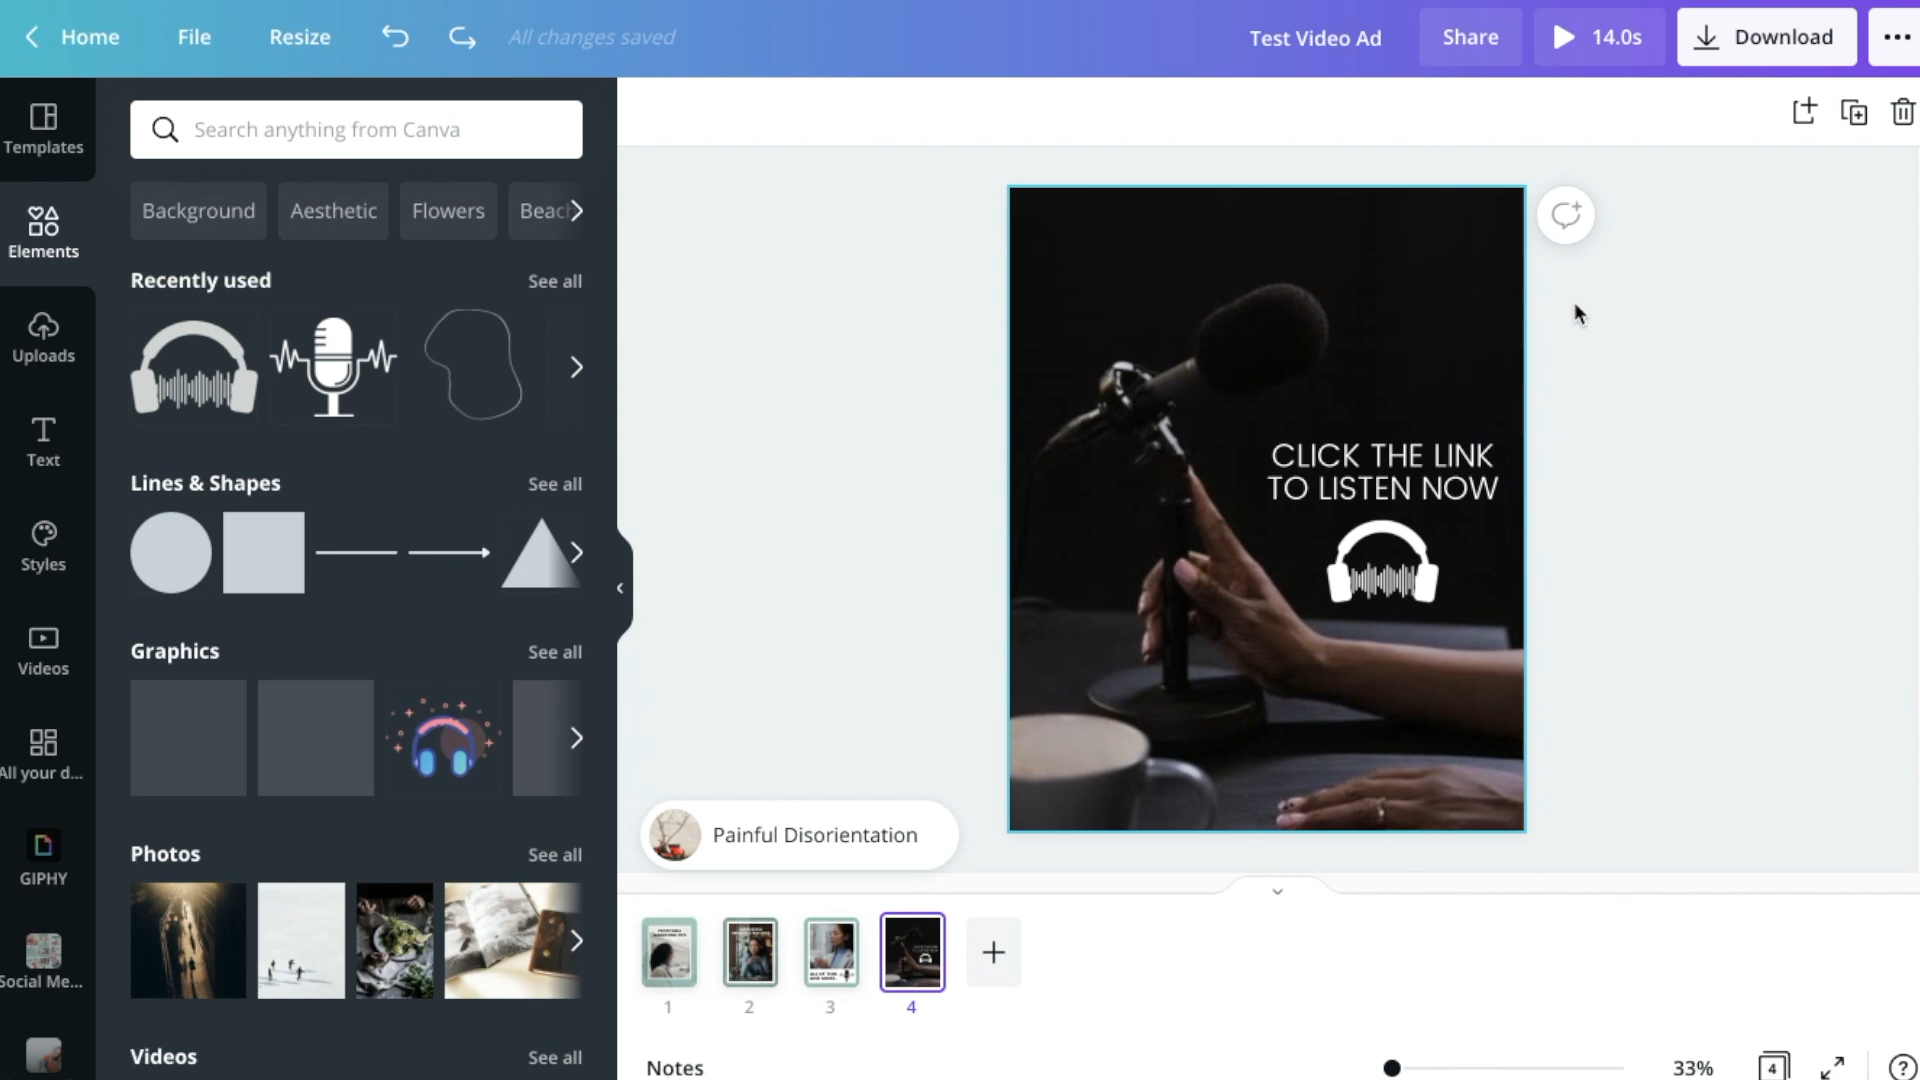 Home
File
Resize
All changes saved
Test Video Ad
Share
14.0s
Download
Templates
Elements
Uploads
Text
Styles
Videos
All your d...
GIPHY
Social Me...
Search anything from Canva
Background
Aesthetic
Flowers
Beach
Recently used
See all
Lines & Shapes
See all
Graphics
See all
Photos
See all
Videos
See all
CLICK THE LINK
TO LISTEN NOW
Painful Disorientation
1
2
3
4
Notes
33%
4